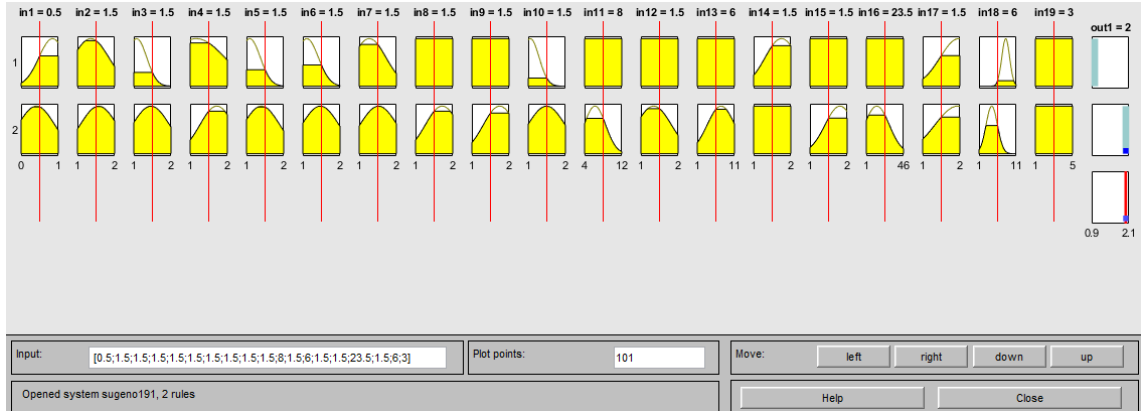 in1 = 0.5 in2 = 1.5 in3 = 1.5 in4 = 1.5 in5 = 1.5 in6 = 1.5 in7 = 1.5 in8 = 1.5 in9 = 1.5 in10 = 1.5 in11 = 8 in12 = 1.5 in13 = 6 in14 = 1.5 in15 = 1.5 in16 = 23.5 in17 = 1.5 in18 = 6 in19 = 3
out1 = 2
1
2
0 1 1 2 1 2 1 2 1 2 1 2 1 2 1 2 1 2 1 2 4 12 1 2 1 11 1 2 1 2 1 46 1 2 1 11 1 5
0.9 2.1
Input: [0.5;1.5;1.5;1.5;1.5;1.5;1.5;1.5;1.5;1.5;8;1.5;6;1.5;1.5;23.5;1.5;6;3] Plot points: 101 Move: left right down up
Opened system sugeno191, 2 rules Help Close